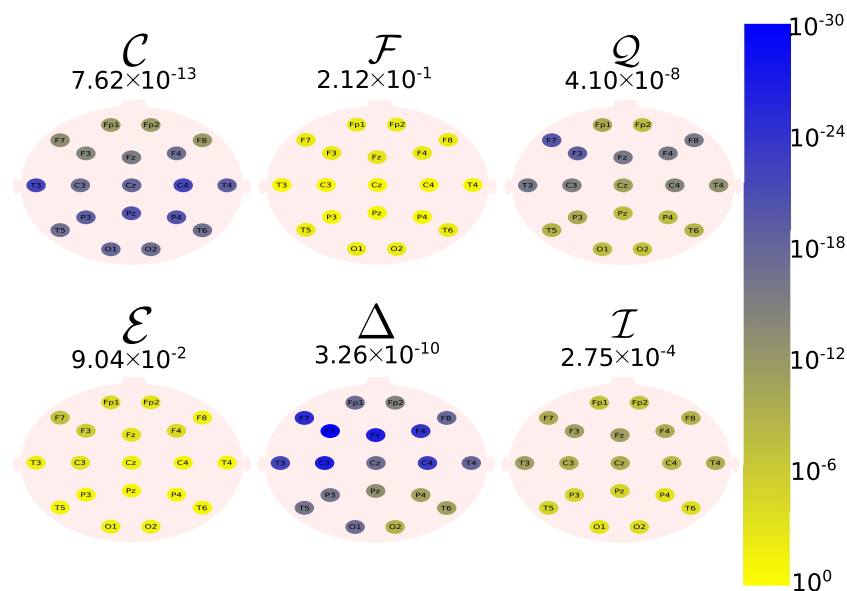 𝒞 ℱ 𝒬
7.62×10⁻¹³ 2.12×10⁻¹ 4.10×10⁻⁸
Fp1 Fp2 Fp1 Fp2 Fp1 Fp2
F7 F3 Fz F4 F8 F7 F3 Fz F4 F8 F7 F3 Fz F4 F8
T3 C3 Cz C4 T4 T3 C3 Cz C4 T4 T3 C3 Cz C4 T4
T5 P3 Pz P4 T6 T5 P3 Pz P4 T6 T5 P3 Pz P4 T6
O1 O2 O1 O2 O1 O2
ℰ Δ ℐ
9.04×10⁻² 3.26×10⁻¹⁰ 2.75×10⁻⁴
Fp1 Fp2 Fp1 Fp2 Fp1 Fp2
F7 F3 Fz F4 F8 F7 F3 Fz F4 F8 F7 F3 Fz F4 F8
T3 C3 Cz C4 T4 T3 C3 Cz C4 T4 T3 C3 Cz C4 T4
T5 P3 Pz P4 T6 T5 P3 Pz P4 T6 T5 P3 Pz P4 T6
O1 O2 O1 O2 O1 O2
10⁻³⁰
10⁻²⁴
10⁻¹⁸
10⁻¹²
10⁻⁶
10⁰